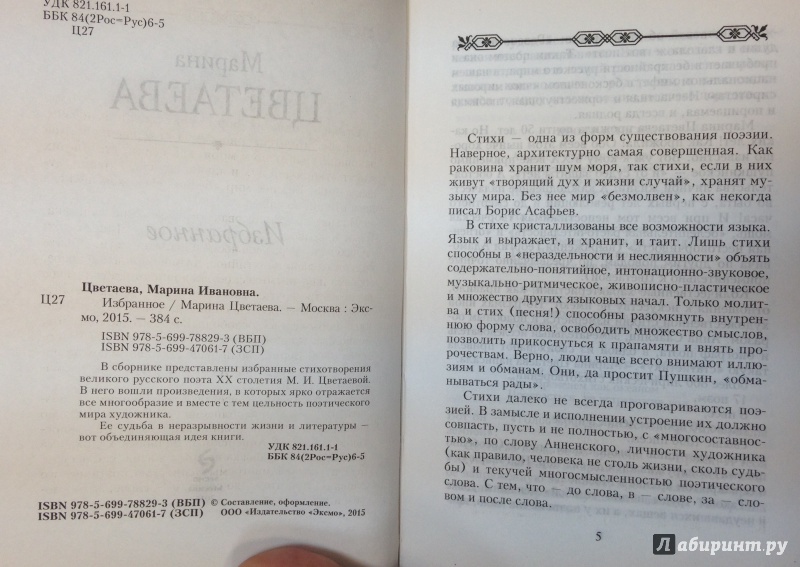 УДК 821.161.1-1
ББК 84(2Рос=Рус)6-5
Ц27
Марина
ЦВЕТАЕВА
Избранное
Цветаева, Марина Ивановна.
Ц27 Избранное / Марина Цветаева. — Москва : Экс-
мо, 2015. — 384 с.
ISBN 978-5-699-78829-3 (ВБП)
ISBN 978-5-699-47061-7 (ЗСП)
В сборнике представлены избранные стихотворения
великого русского поэта XX столетия М. И. Цветаевой.
В него вошли произведения, в которых ярко отражается
все многообразие и вместе с тем цельность поэтического
мира художника.
Ее судьба в неразрывности жизни и литературы –
вот объединяющая идея книги.
УДК 821.161.1-1
ББК 84(2Рос=Рус)6-5
ISBN 978-5-699-78829-3 (ВБП) © Составление, оформление.
ISBN 978-5-699-47061-7 (ЗСП) ООО «Издательство «Эксмо», 2015
Стихи — одна из форм существования поэзии.
Наверное, архитектурно самая совершенная. Как
раковина хранит шум моря, так стихи, если в них
живут «творящий дух и жизни случай», хранят му-
зыку мира. Без нее мир «безмолвен», как некогда
писал Борис Асафьев.
В стихе кристаллизованы все возможности языка.
Язык и выражает, и хранит, и таит. Лишь стихи
способны в «нераздельности и неслиянности» объять
содержательно-понятийное, интонационно-звуковое,
музыкально-ритмическое, живописно-пластическое
и множество других языковых начал. Только молит-
ва и стих (песня!) способны разомкнуть внутрен-
нюю форму слова, освободить множество смыслов,
позволить прикоснуться к прапамяти и внять про-
рочествам. Верно, люди чаще всего внимают иллю-
зиям и обманам. Они, да простит Пушкин, «обма-
нываться рады».
Стихи далеко не всегда проговариваются поэ-
зией. В замысле и исполнении устроение их должно
совпасть, пусть и не полностью, с «многосоставнос-
тью», по слову Анненского, личности художника
(как правило, человека не столь жизни, сколь судь-
бы) и текучей многосмысленностью поэтического
слова. С тем, что — до слова, в — слове, за — сло-
вом и после слова.
5
Лабиринт.ру